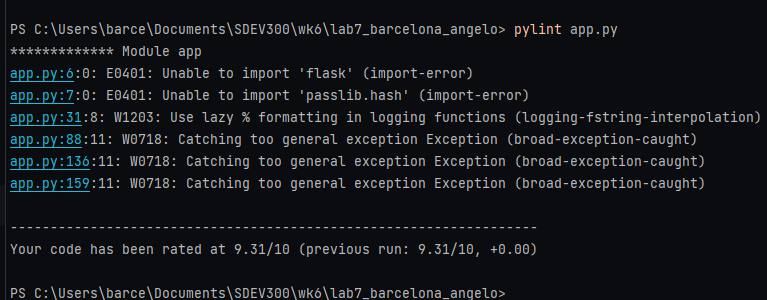 PS C:\Users\barce\Documents\SDEV300\wk6\lab7_barcelona_angelo> pylint app.py
************* Module app
app.py:6:0: E0401: Unable to import 'flask' (import-error)
app.py:7:0: E0401: Unable to import 'passlib.hash' (import-error)
app.py:31:8: W1203: Use lazy % formatting in logging functions (logging-fstring-interpolation)
app.py:88:11: W0718: Catching too general exception Exception (broad-exception-caught)
app.py:136:11: W0718: Catching too general exception Exception (broad-exception-caught)
app.py:159:11: W0718: Catching too general exception Exception (broad-exception-caught)
------------------------------------------------------------------
Your code has been rated at 9.31/10 (previous run: 9.31/10, +0.00)
PS C:\Users\barce\Documents\SDEV300\wk6\lab7_barcelona_angelo>